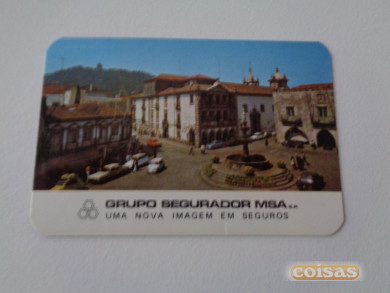 GRUPO SEGURADOR MSA e.p.
UMA NOVA IMAGEM EM SEGUROS
coisas